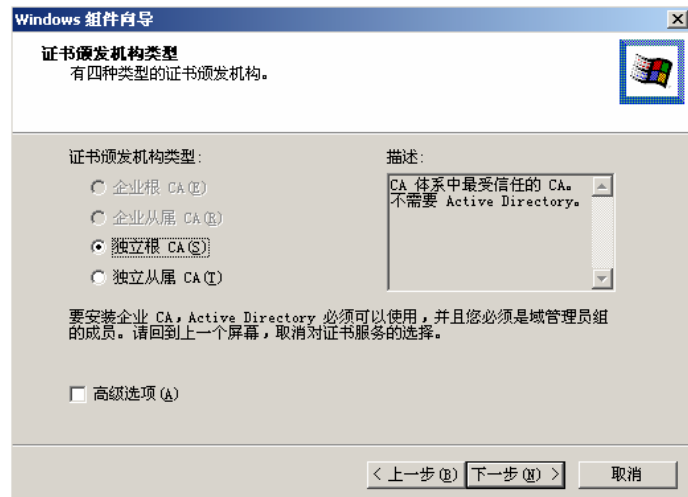 Windows 组件向导
证书颁发机构类型
有四种类型的证书颁发机构。
证书颁发机构类型:
描述:
企业根 CA(E)
企业从属 CA(R)
独立根 CA(S)
独立从属 CA(T)
CA 体系中最受信任的 CA。
不需要 Active Directory。
要安装企业 CA，Active Directory 必须可以使用，并且您必须是域管理员组
的成员。请回到上一个屏幕，取消对证书服务的选择。
高级选项(A)
< 上一步(B)
下一步(N) >
取消